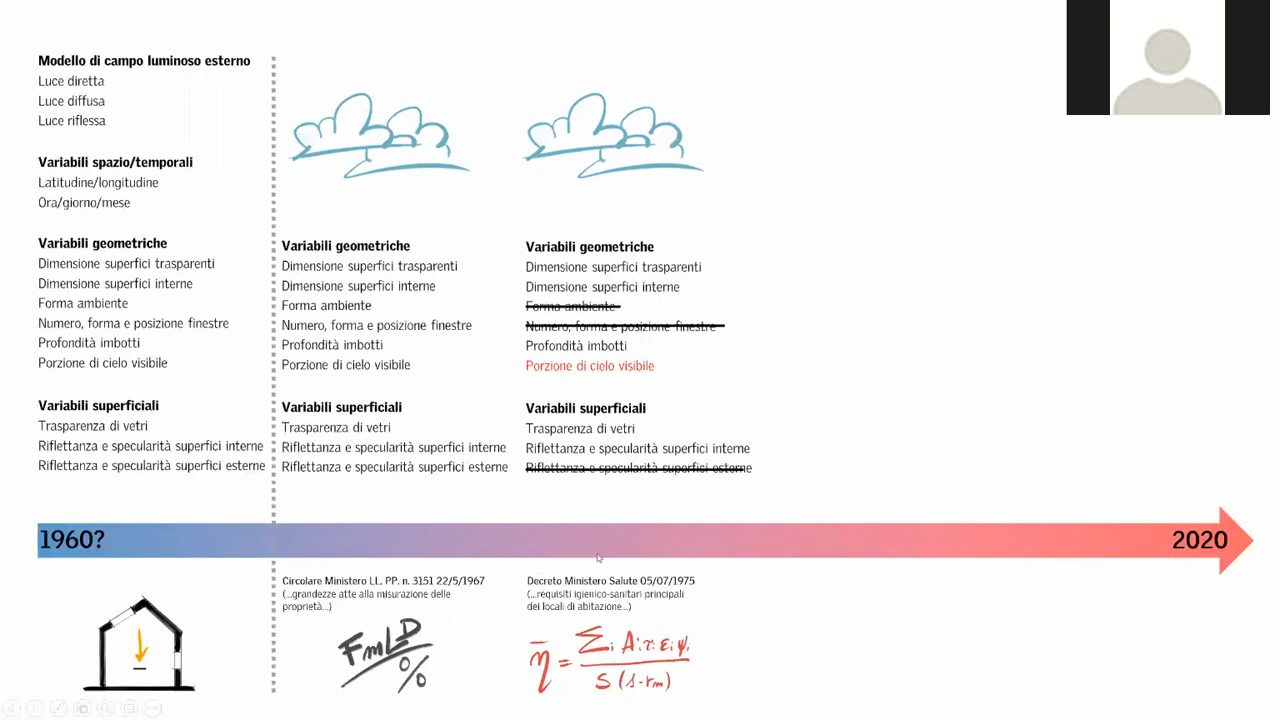 Modello di campo luminoso esterno
Luce diretta
Luce diffusa
Luce riflessa
Variabili spazio/temporali
Latitudine/longitudine
Ora/giorno/mese
Variabili geometriche
Dimensione superfici trasparenti
Dimensione superfici interne
Forma ambiente
Numero, forma e posizione finestre
Profondità imbotti
Porzione di cielo visibile
Variabili superficiali
Trasparenza di vetri
Riflettanza e specularità superfici interne
Riflettanza e specularità superfici esterne
Variabili geometriche
Dimensione superfici trasparenti
Dimensione superfici interne
Forma ambiente
Numero, forma e posizione finestre
Profondità imbotti
Porzione di cielo visibile
Variabili superficiali
Trasparenza di vetri
Riflettanza e specularità superfici interne
Riflettanza e specularità superfici esterne
Variabili geometriche
Dimensione superfici trasparenti
Dimensione superfici interne
Forma ambiente
Numero, forma e posizione finestre
Profondità imbotti
Porzione di cielo visibile
Variabili superficiali
Trasparenza di vetri
Riflettanza e specularità superfici interne
Riflettanza e specularità superfici esterne
1960?
2020
Circolare Ministero LL. PP. n. 3151 22/5/1967
(...grandezze atte alla misurazione delle
proprietà...)
FmLD
%
Decreto Ministero Salute 05/07/1975
(...requisiti igienico-sanitari principali
dei locali di abitazione...)
η̄ = Σi Ai τi εi ψi
S (1-rm)